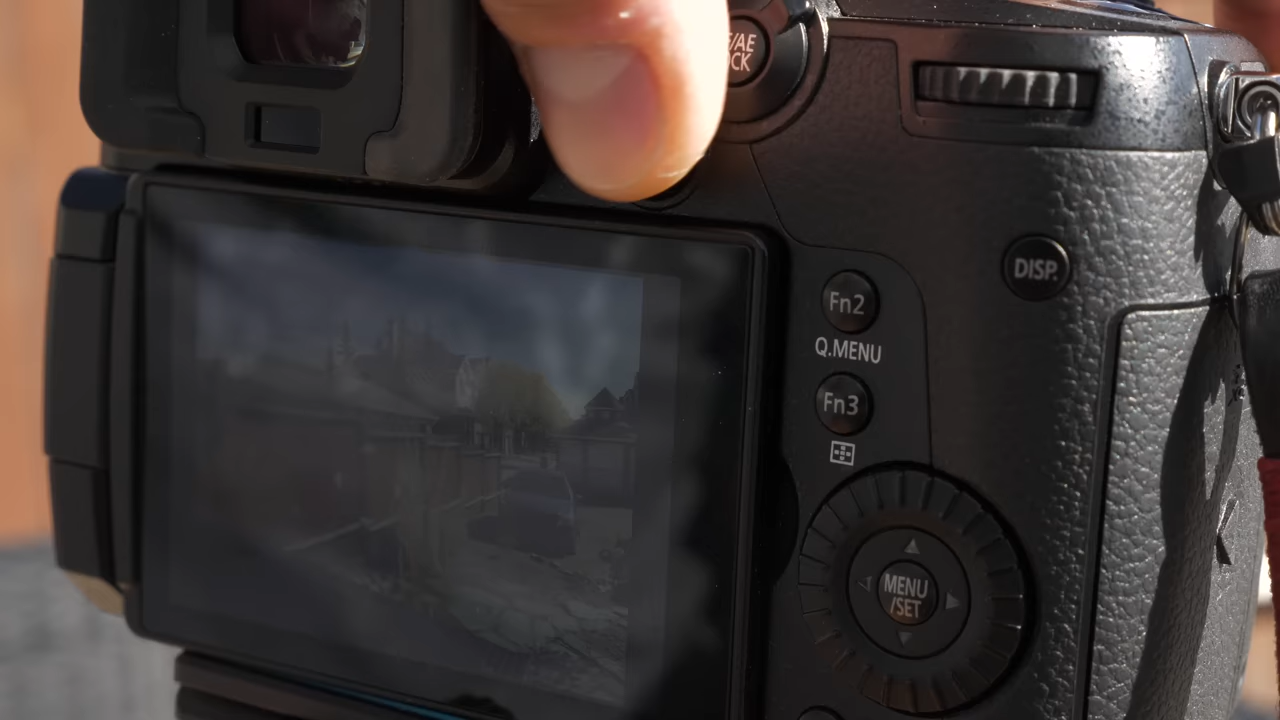 /AE
CK
DISP.
Fn2
Q.MENU
Fn3
MENU
/SET